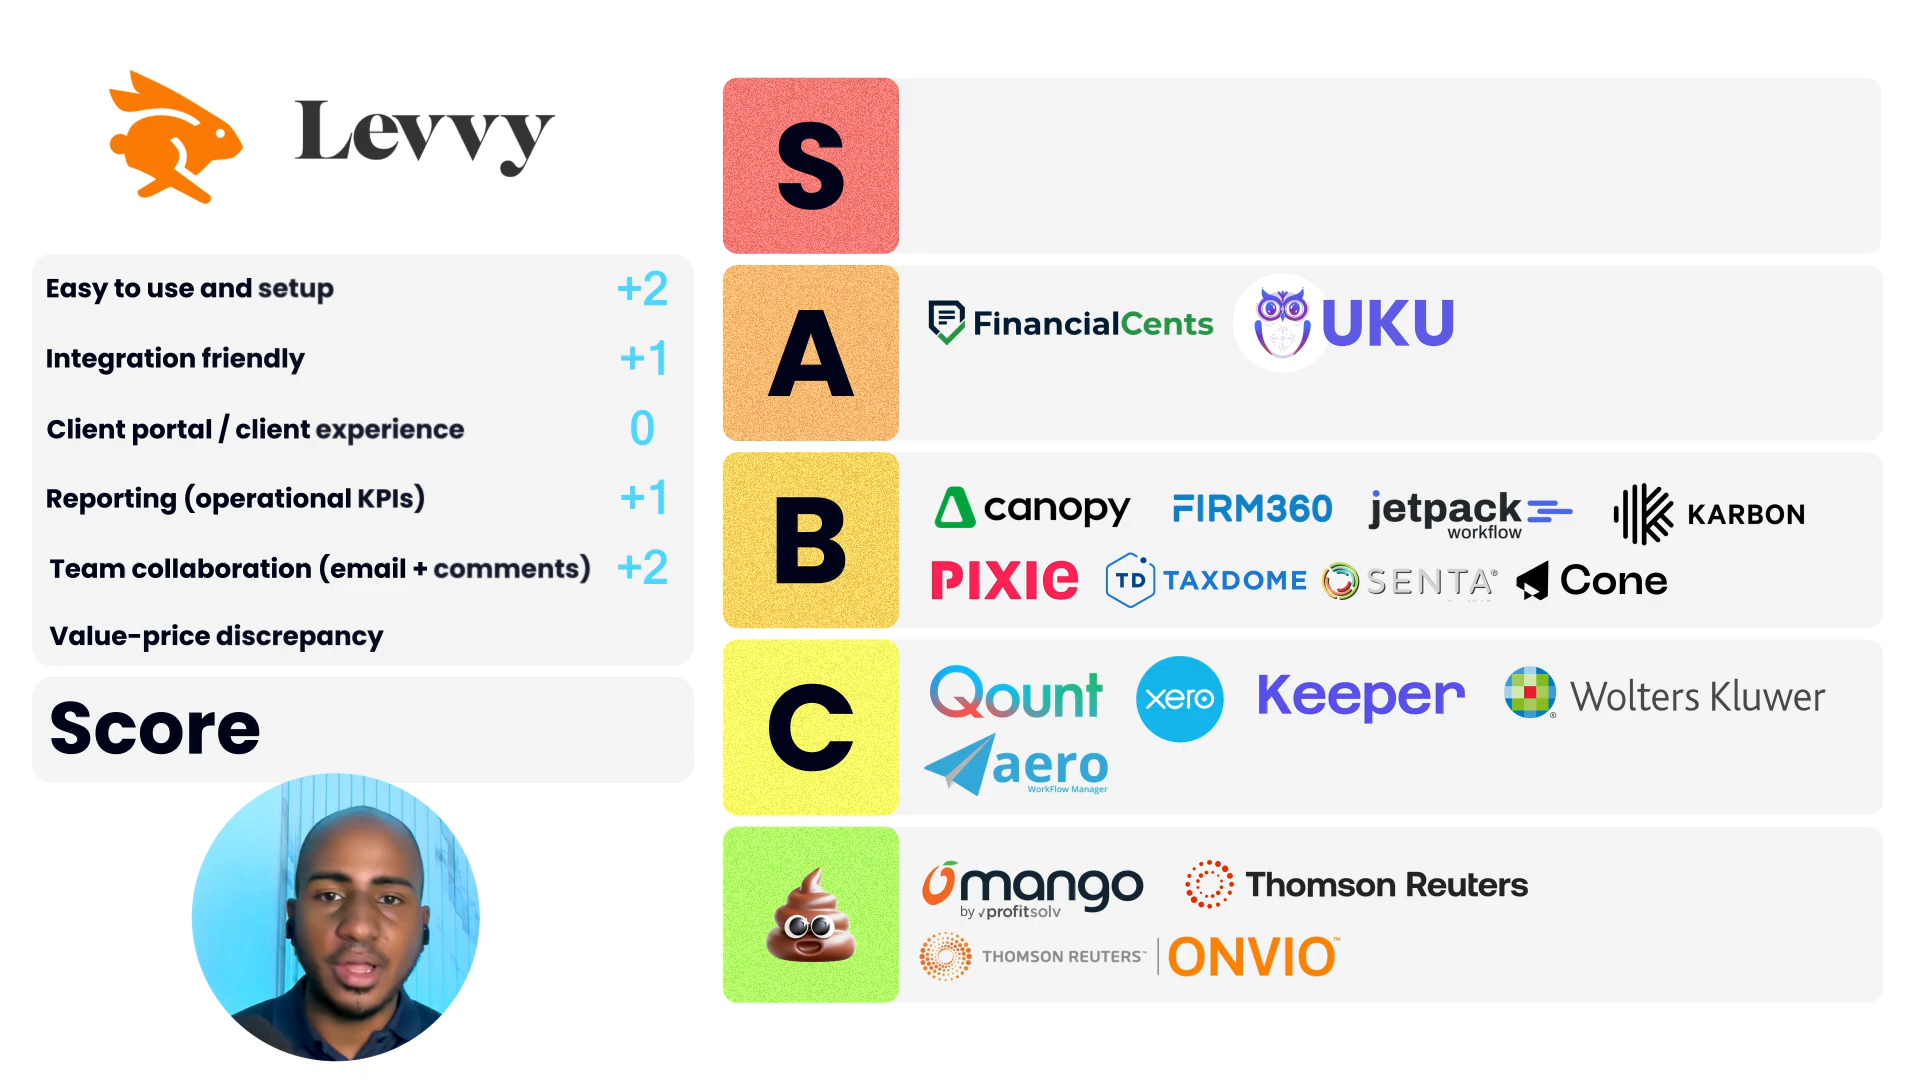 Levvy
Easy to use and setup +2
Integration friendly +1
Client portal / client experience 0
Reporting (operational KPIs) +1
Team collaboration (email + comments) +2
Value-price discrepancy
Score
S
A
FinancialCents UKU
B
canopy FIRM360 jetpack workflow KARBON
PIXIE TD TAXDOME SENTA® Cone
C
Qount xero Keeper Wolters Kluwer
aero WorkFlow Manager
mango by profitsolv Thomson Reuters
THOMSON REUTERS™ ONVIO™